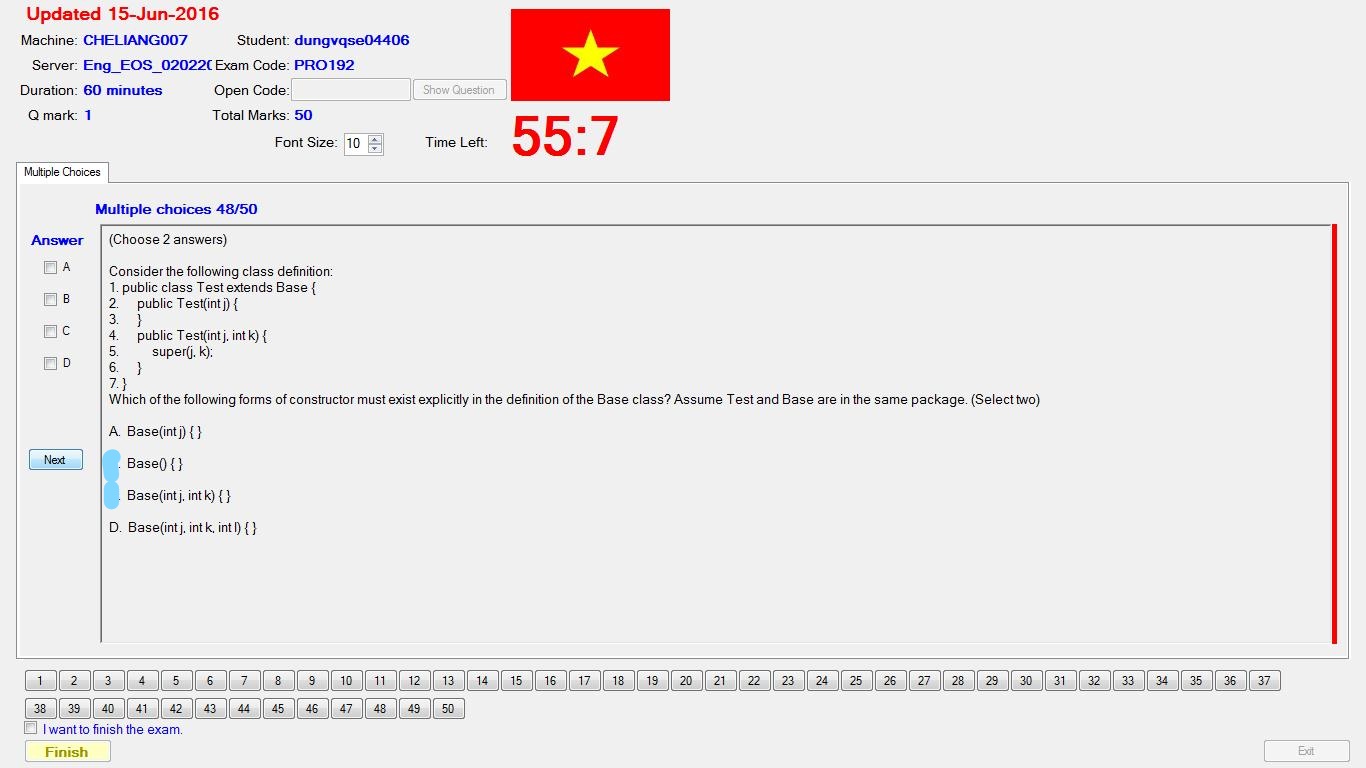 Updated 15-Jun-2016
Machine: CHELIANG007 Student: dungvqse04406
Server: Eng_EOS_02022 Exam Code: PRO192
Duration: 60 minutes Open Code: Show Question
Q mark: 1 Total Marks: 50
Font Size: 10 Time Left: 55:7
Multiple Choices
Multiple choices 48/50
Answer
A
B
C
D
Next
(Choose 2 answers)
Consider the following class definition:
1. public class Test extends Base {
2. public Test(int j) {
3. }
4. public Test(int j, int k) {
5. super(j, k);
6. }
7. }
Which of the following forms of constructor must exist explicitly in the definition of the Base class? Assume Test and Base are in the same package. (Select two)
A. Base(int j) { }
. Base() { }
. Base(int j, int k) { }
D. Base(int j, int k, int l) { }
1 2 3 4 5 6 7 8 9 10 11 12 13 14 15 16 17 18 19 20 21 22 23 24 25 26 27 28 29 30 31 32 33 34 35 36 37
38 39 40 41 42 43 44 45 46 47 48 49 50
I want to finish the exam.
Finish Exit